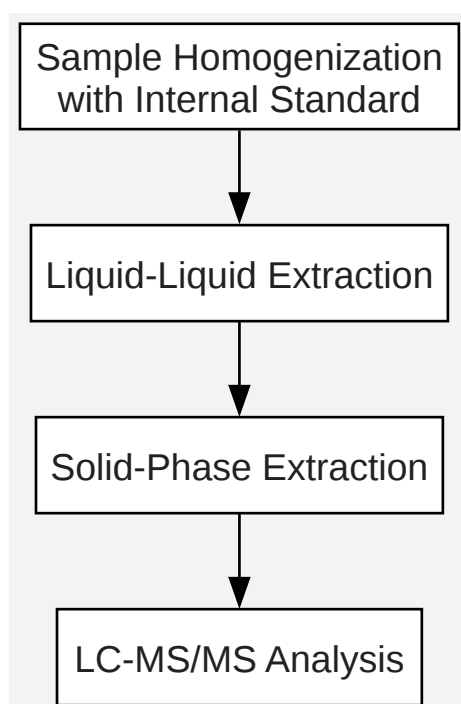 Sample Homogenization
with Internal Standard
Liquid-Liquid Extraction
Solid-Phase Extraction
LC-MS/MS Analysis